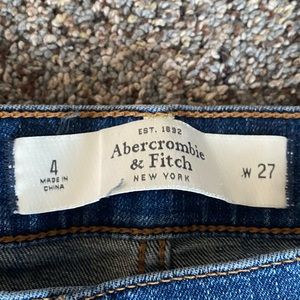 EST. 1892
Abercrombie
& Fitch
NEW YORK
4
MADE IN
CHINA
W 27